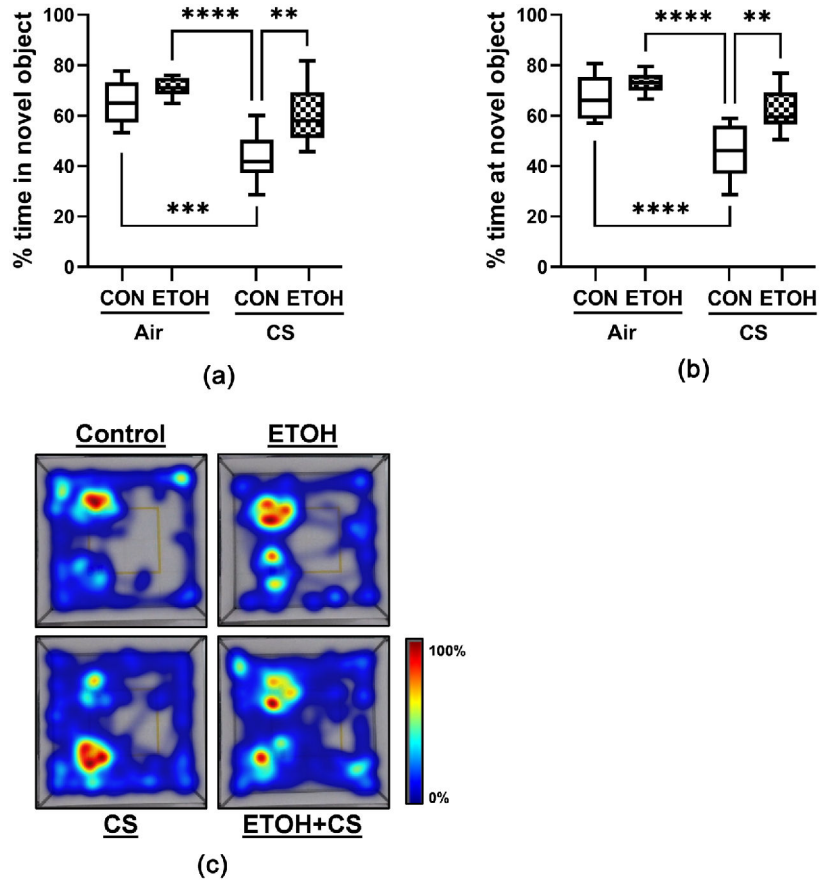 % time in novel object
100
80
60
40
20
0
****
**
***
CON ETOH
CON ETOH
Air
CS
(a)
% time at novel object
100
80
60
40
20
0
****
**
****
CON ETOH
CON ETOH
Air
CS
(b)
Control
ETOH
100%
0%
CS
ETOH+CS
(c)